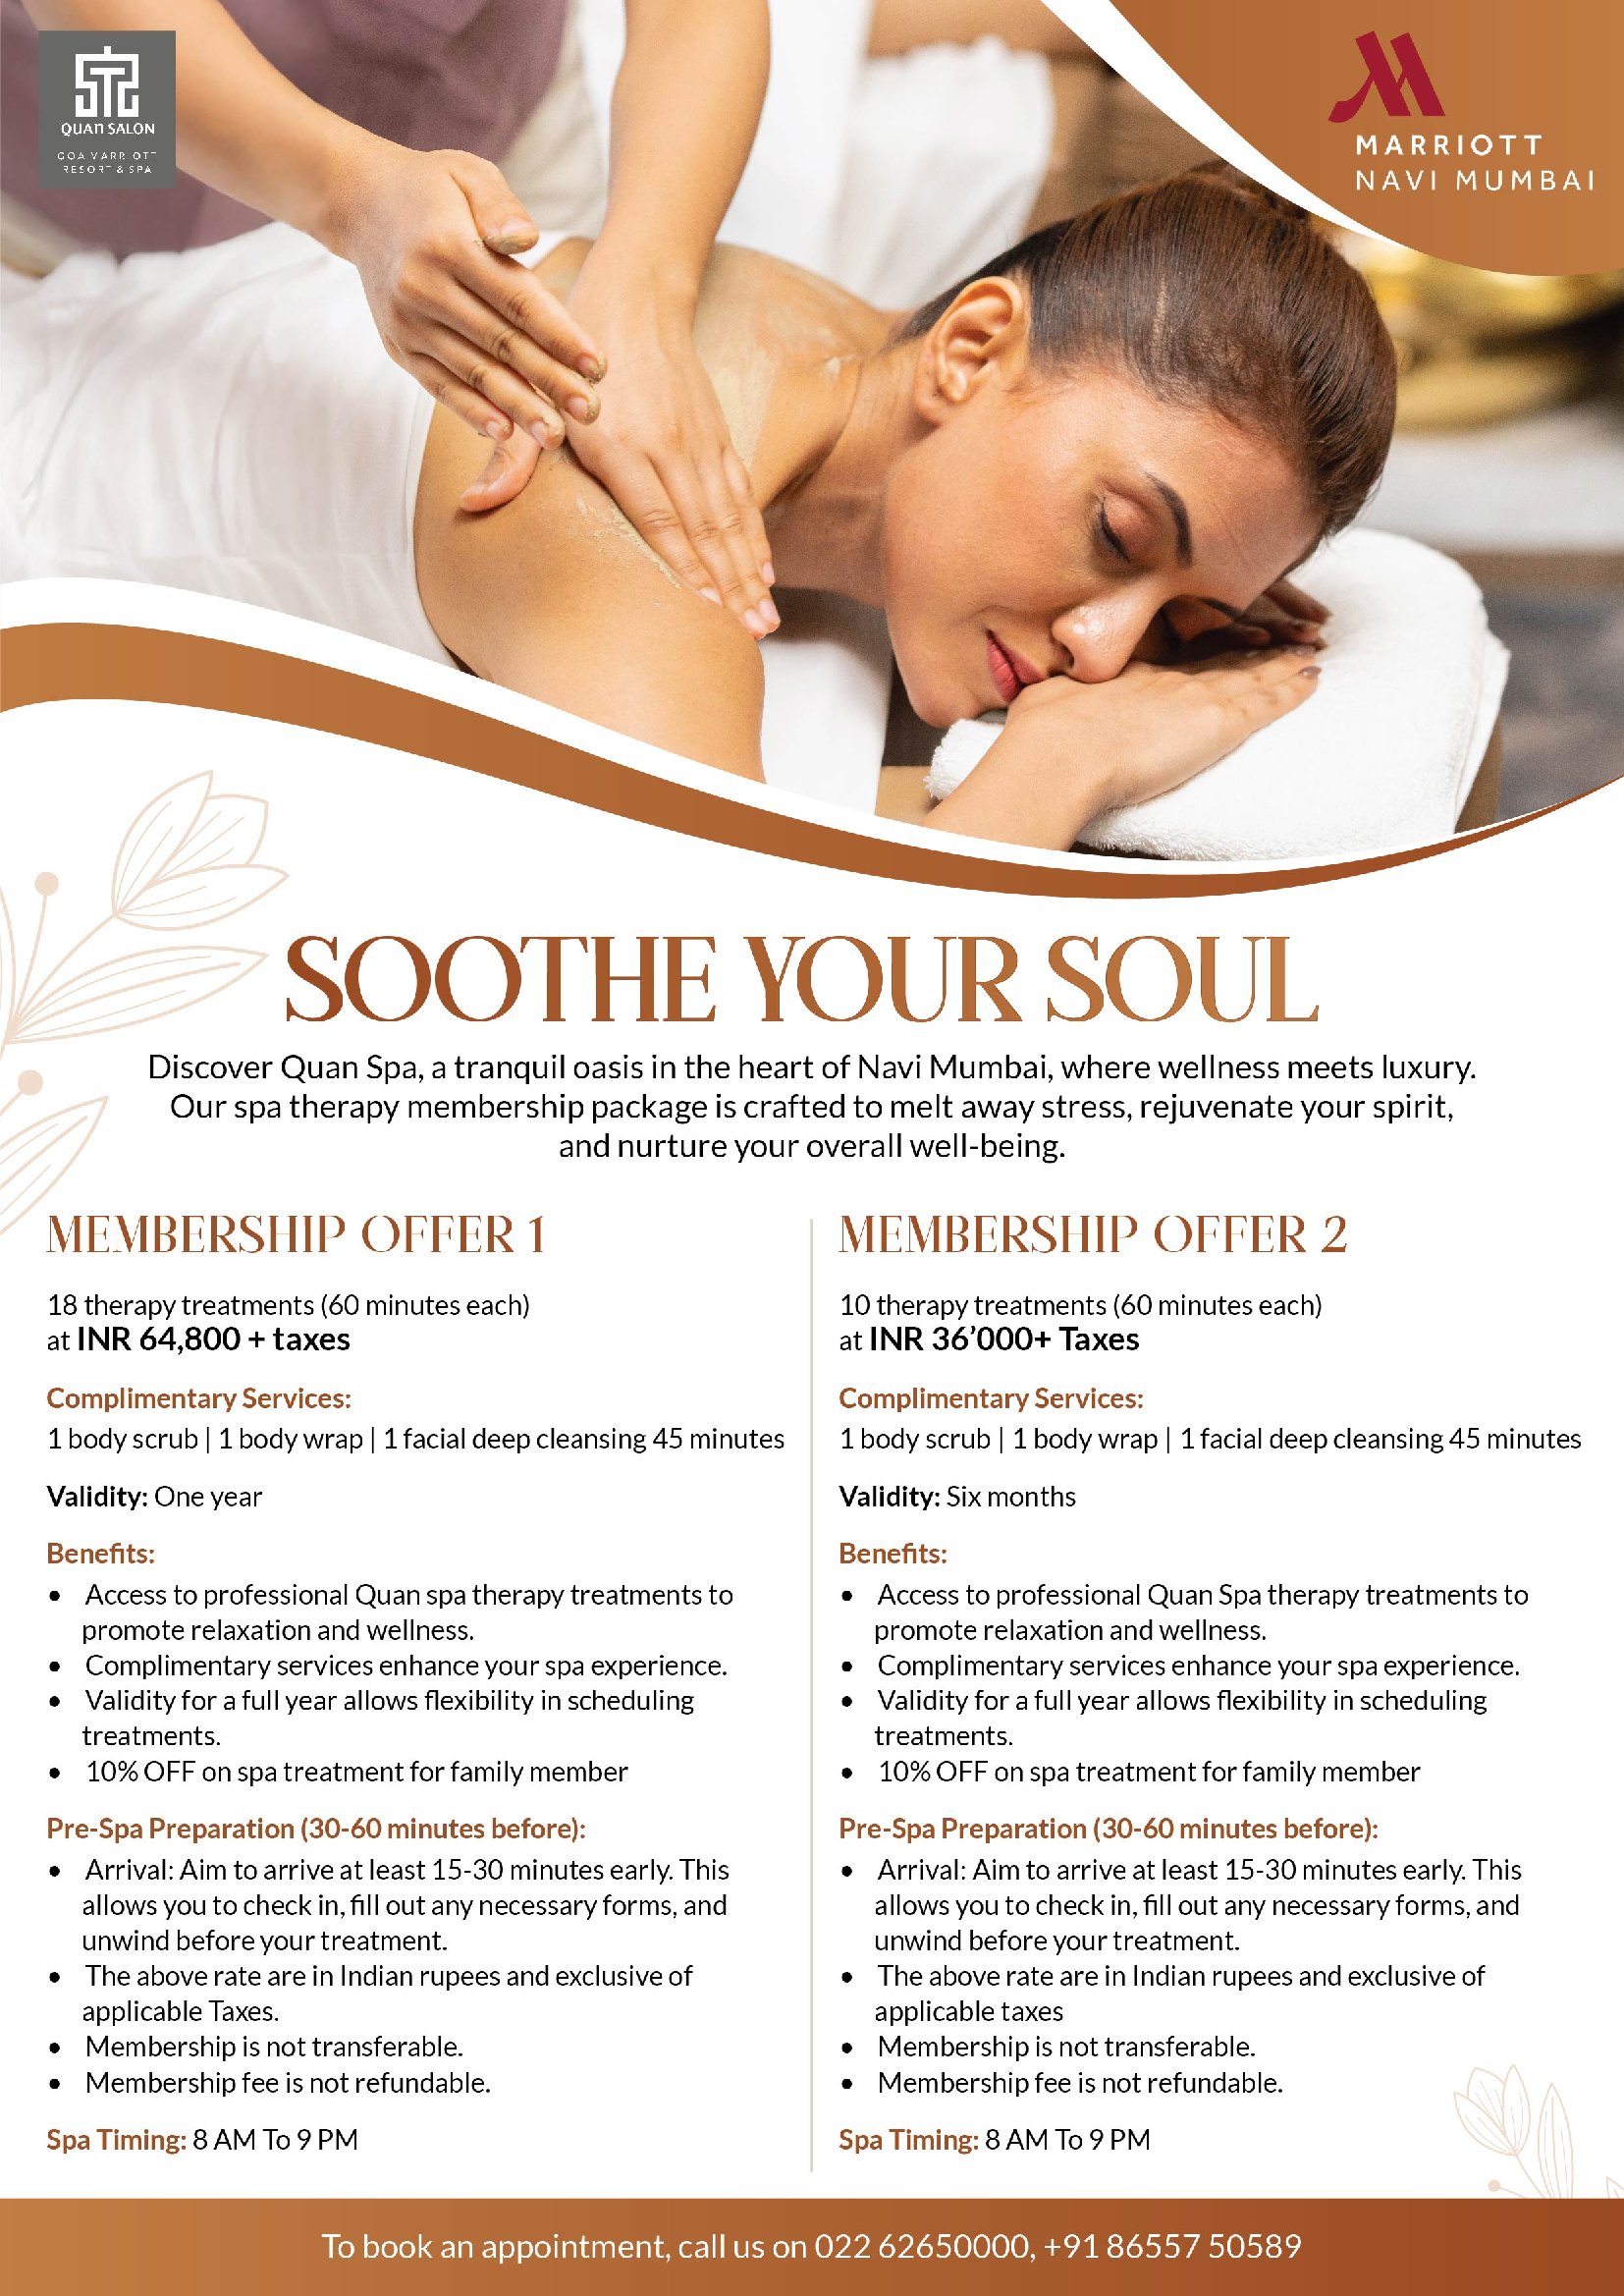 QUAN SALON
GOA MARRIOTT
RESORT & SPA
MARRIOTT
NAVI MUMBAI
SOOTHE YOUR SOUL
Discover Quan Spa, a tranquil oasis in the heart of Navi Mumbai, where wellness meets luxury.
Our spa therapy membership package is crafted to melt away stress, rejuvenate your spirit,
and nurture your overall well-being.
MEMBERSHIP OFFER 1
18 therapy treatments (60 minutes each)
at INR 64,800 + taxes
Complimentary Services:
1 body scrub | 1 body wrap | 1 facial deep cleansing 45 minutes
Validity: One year
Benefits:
• Access to professional Quan spa therapy treatments to
promote relaxation and wellness.
• Complimentary services enhance your spa experience.
• Validity for a full year allows flexibility in scheduling
treatments.
• 10% OFF on spa treatment for family member
Pre-Spa Preparation (30-60 minutes before):
• Arrival: Aim to arrive at least 15-30 minutes early. This
allows you to check in, fill out any necessary forms, and
unwind before your treatment.
• The above rate are in Indian rupees and exclusive of
applicable Taxes.
• Membership is not transferable.
• Membership fee is not refundable.
Spa Timing: 8 AM To 9 PM
MEMBERSHIP OFFER 2
10 therapy treatments (60 minutes each)
at INR 36’000+ Taxes
Complimentary Services:
1 body scrub | 1 body wrap | 1 facial deep cleansing 45 minutes
Validity: Six months
Benefits:
• Access to professional Quan Spa therapy treatments to
promote relaxation and wellness.
• Complimentary services enhance your spa experience.
• Validity for a full year allows flexibility in scheduling
treatments.
• 10% OFF on spa treatment for family member
Pre-Spa Preparation (30-60 minutes before):
• Arrival: Aim to arrive at least 15-30 minutes early. This
allows you to check in, fill out any necessary forms, and
unwind before your treatment.
• The above rate are in Indian rupees and exclusive of
applicable taxes
• Membership is not transferable.
• Membership fee is not refundable.
Spa Timing: 8 AM To 9 PM
To book an appointment, call us on 022 62650000, +91 86557 50589